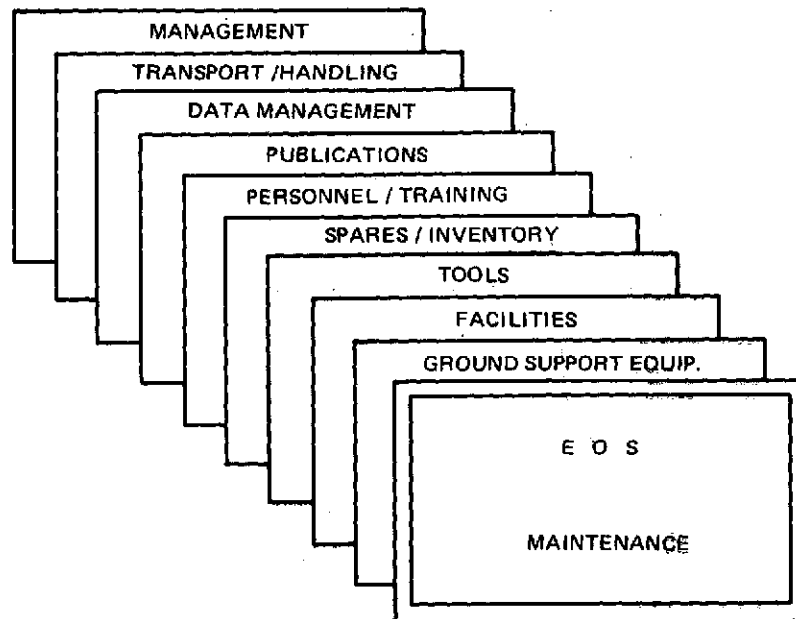 MANAGEMENT
TRANSPORT /HANDLING
DATA MANAGEMENT
PUBLICATIONS
PERSONNEL / TRAINING
SPARES / INVENTORY
TOOLS
FACILITIES
GROUND SUPPORT EQUIP.
E O S
MAINTENANCE